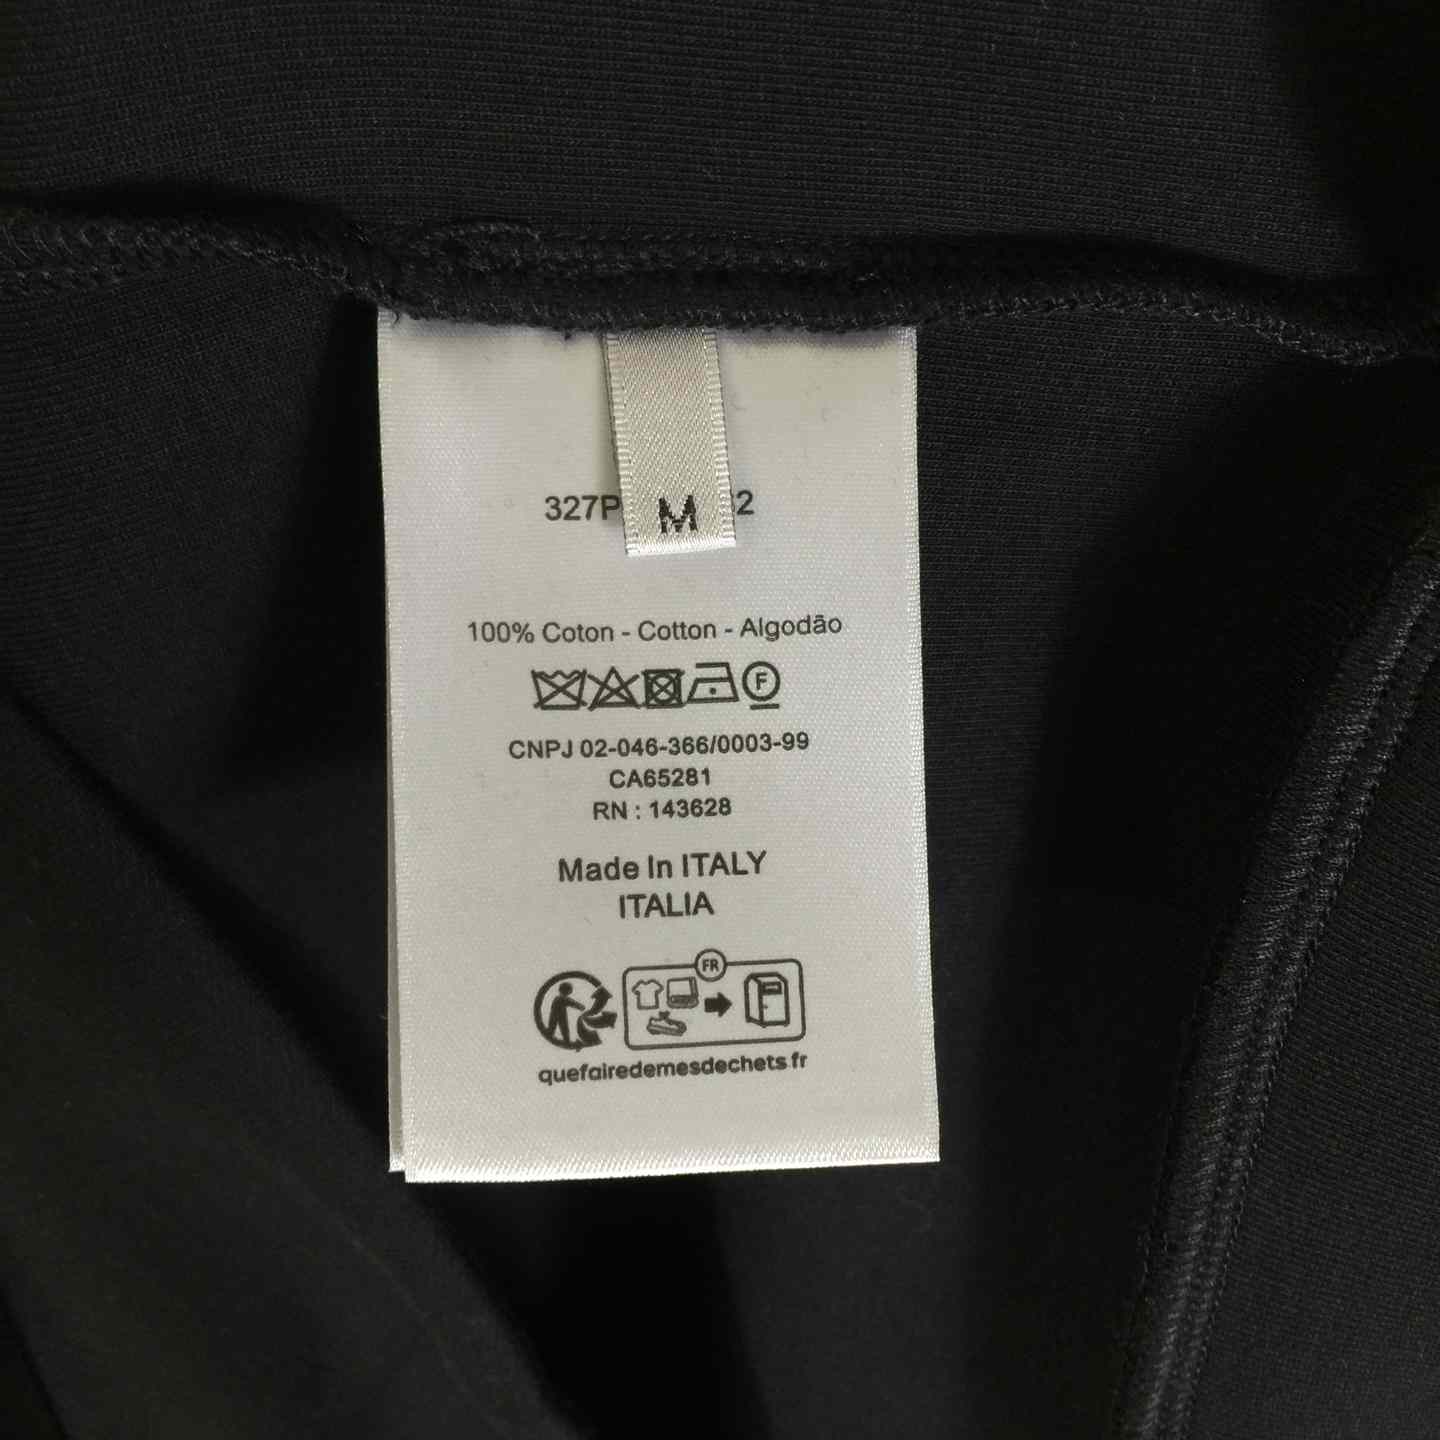 327P
M
2
100% Coton - Cotton - Algodão
F
CNPJ 02-046-366/0003-99
CA65281
RN : 143628
Made In ITALY
ITALIA
FR
quefairedemesdechets.fr